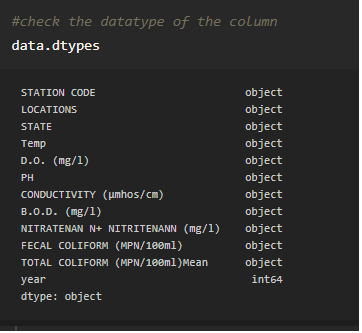 #check the datatype of the column
data.dtypes
STATION CODE object
LOCATIONS object
STATE object
Temp object
D.O. (mg/l) object
PH object
CONDUCTIVITY (µmhos/cm) object
B.O.D. (mg/l) object
NITRATENAN N+ NITRITENANN (mg/l) object
FECAL COLIFORM (MPN/100ml) object
TOTAL COLIFORM (MPN/100ml)Mean object
year int64
dtype: object